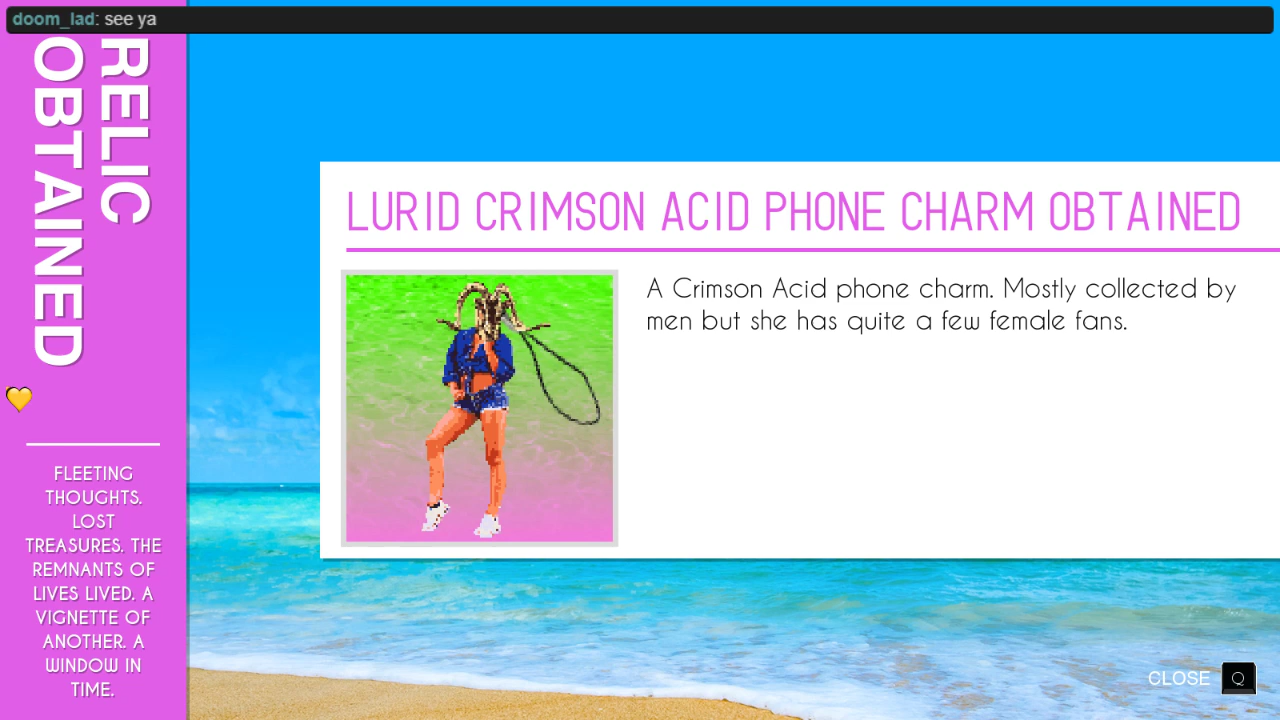 doom_lad: see ya
RELIC
OBTAINED
FLEETING
THOUGHTS.
LOST
TREASURES. THE
REMNANTS OF
LIVES LIVED. A
VIGNETTE OF
ANOTHER. A
WINDOW IN
TIME.
LURID CRIMSON ACID PHONE CHARM OBTAINED
A Crimson Acid phone charm. Mostly collected by
men but she has quite a few female fans.
CLOSE Q